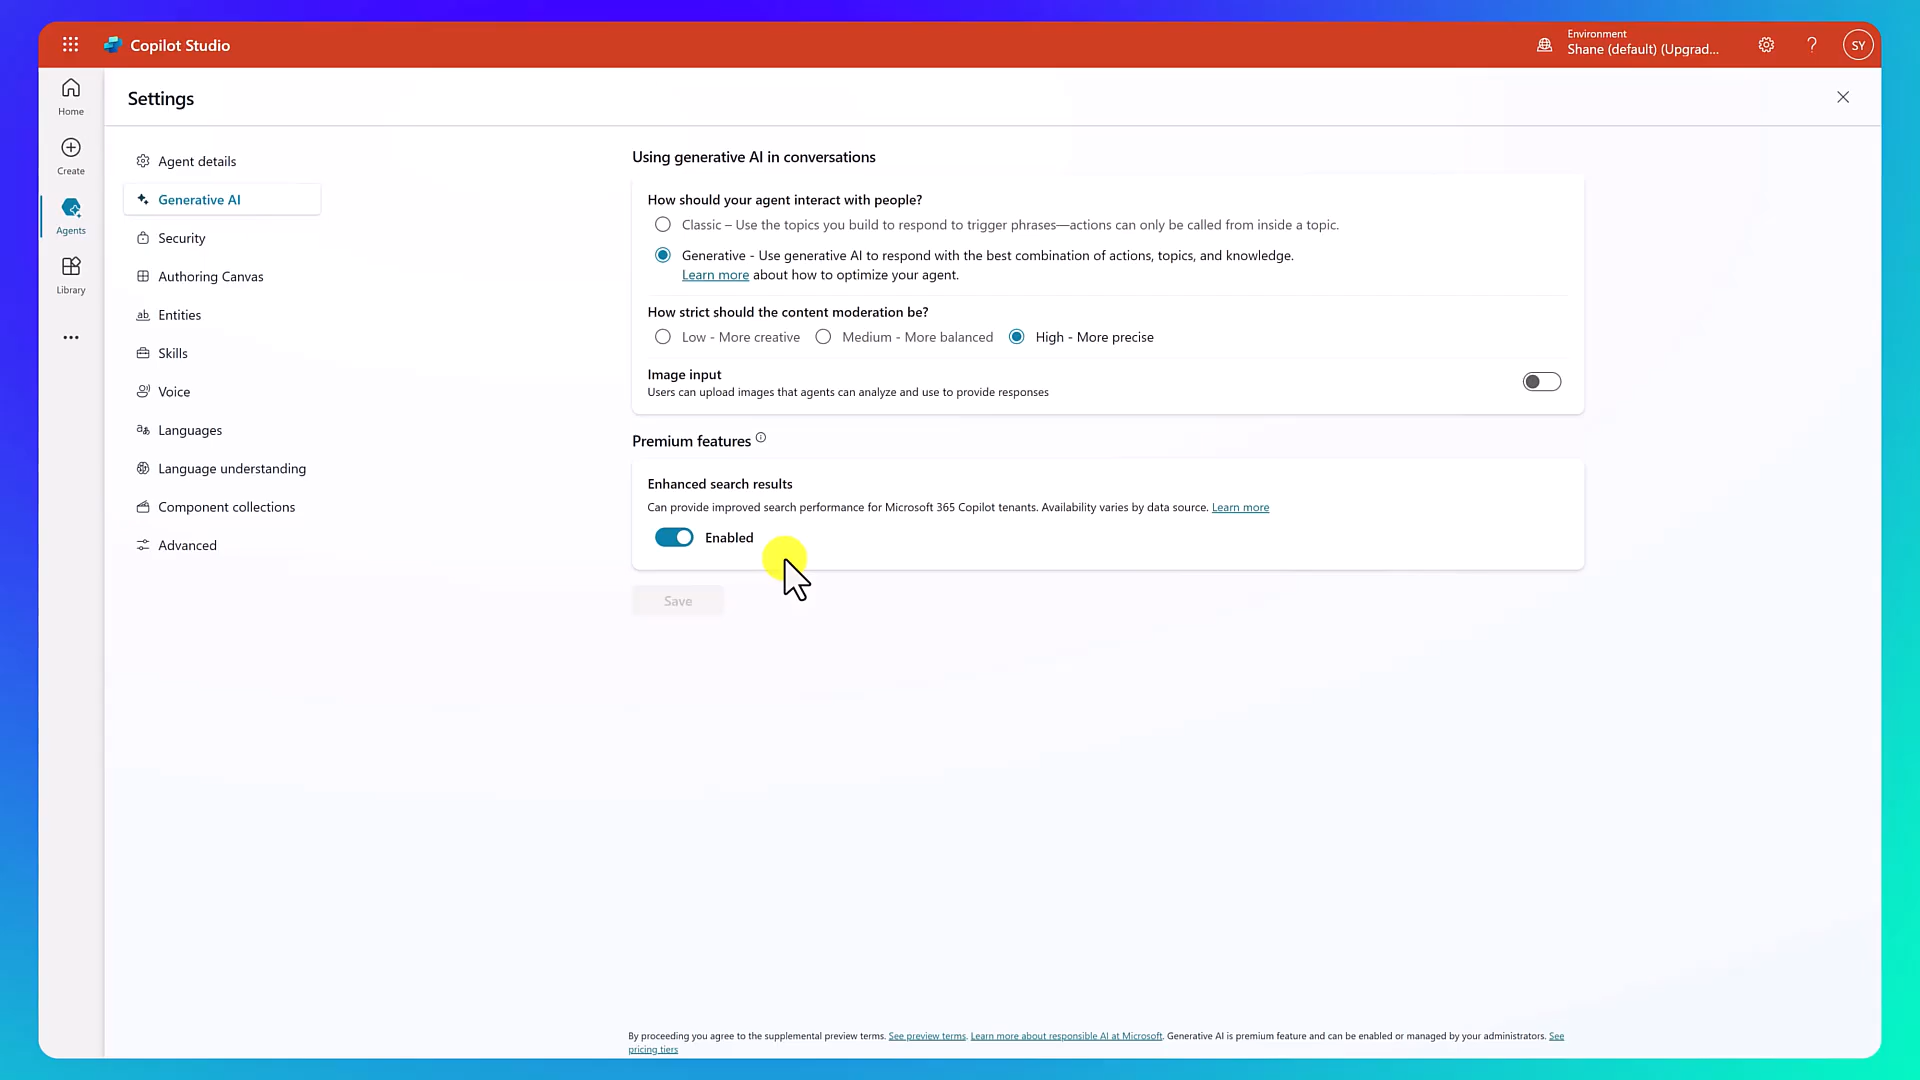 Copilot Studio
Environment
Shane (default) (Upgrad...
?
SY
Home
Create
Agents
Library
Settings
Agent details
Generative AI
Security
Authoring Canvas
Entities
Skills
Voice
Languages
Language understanding
Component collections
Advanced
Using generative AI in conversations
How should your agent interact with people?
Classic – Use the topics you build to respond to trigger phrases—actions can only be called from inside a topic.
Generative - Use generative AI to respond with the best combination of actions, topics, and knowledge.
Learn more about how to optimize your agent.
How strict should the content moderation be?
Low - More creative
Medium - More balanced
High - More precise
Image input
Users can upload images that agents can analyze and use to provide responses
Premium features
Enhanced search results
Can provide improved search performance for Microsoft 365 Copilot tenants. Availability varies by data source. Learn more
Enabled
Save
By proceeding you agree to the supplemental preview terms. See preview terms. Learn more about responsible AI at Microsoft. Generative AI is premium feature and can be enabled or managed by your administrators. See
pricing tiers